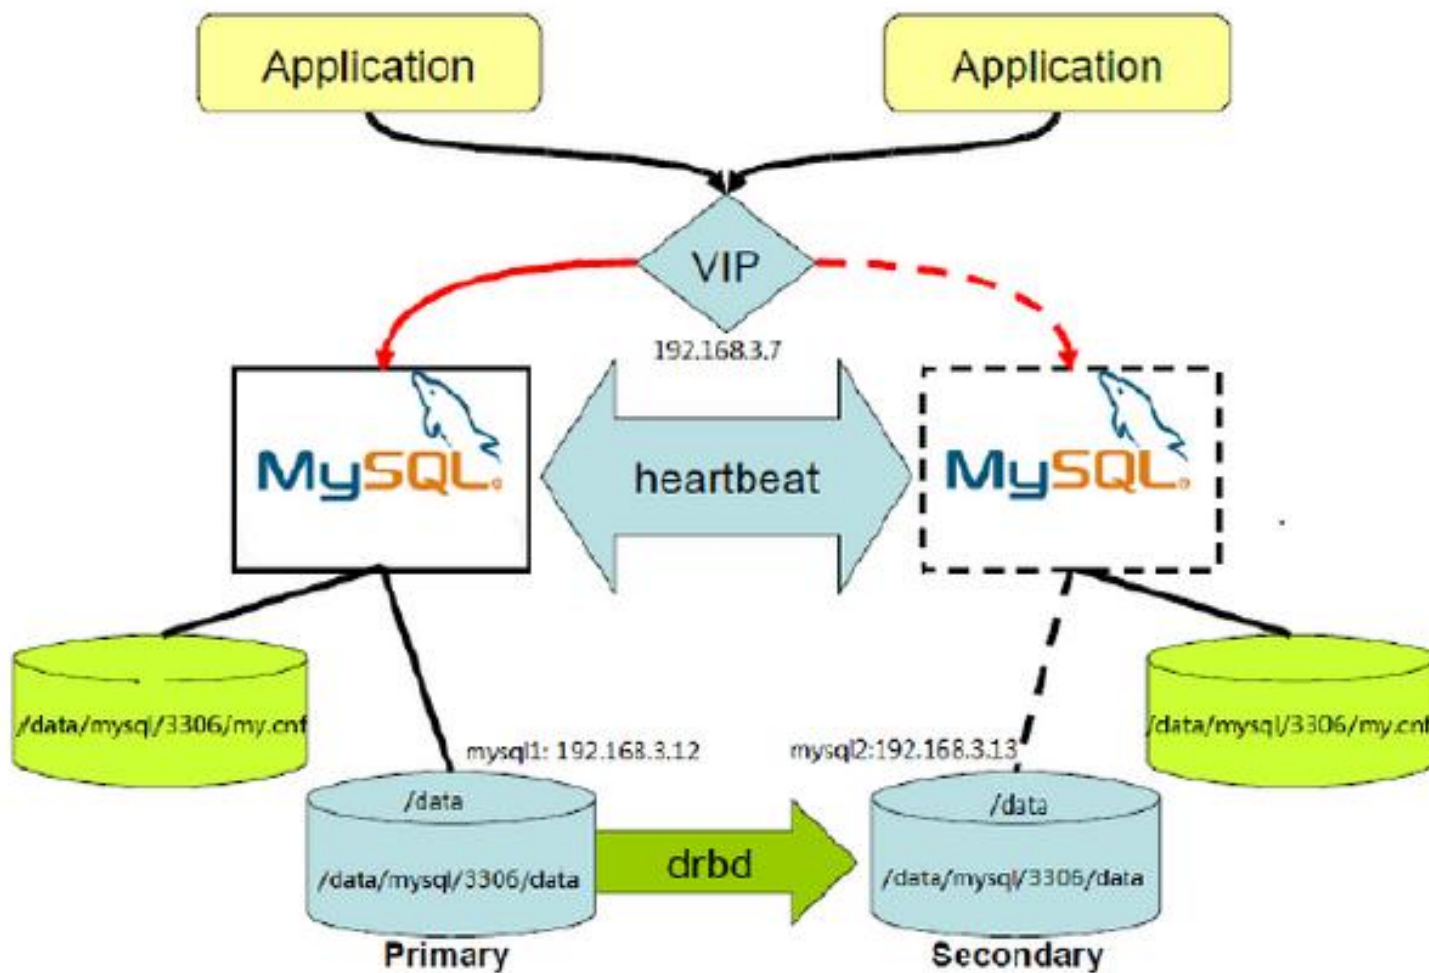 Application
Application
VIP
192.168.3.7
MySQL®
heartbeat
MySQL®
/data/mysql/3306/my.cnf
/data/mysql/3306/my.cnf
mysql1: 192.168.3.12
mysql2:192.168.3.13
/data
/data
/data/mysql/3306/data
drbd
/data/mysql/3306/data
Primary
Secondary